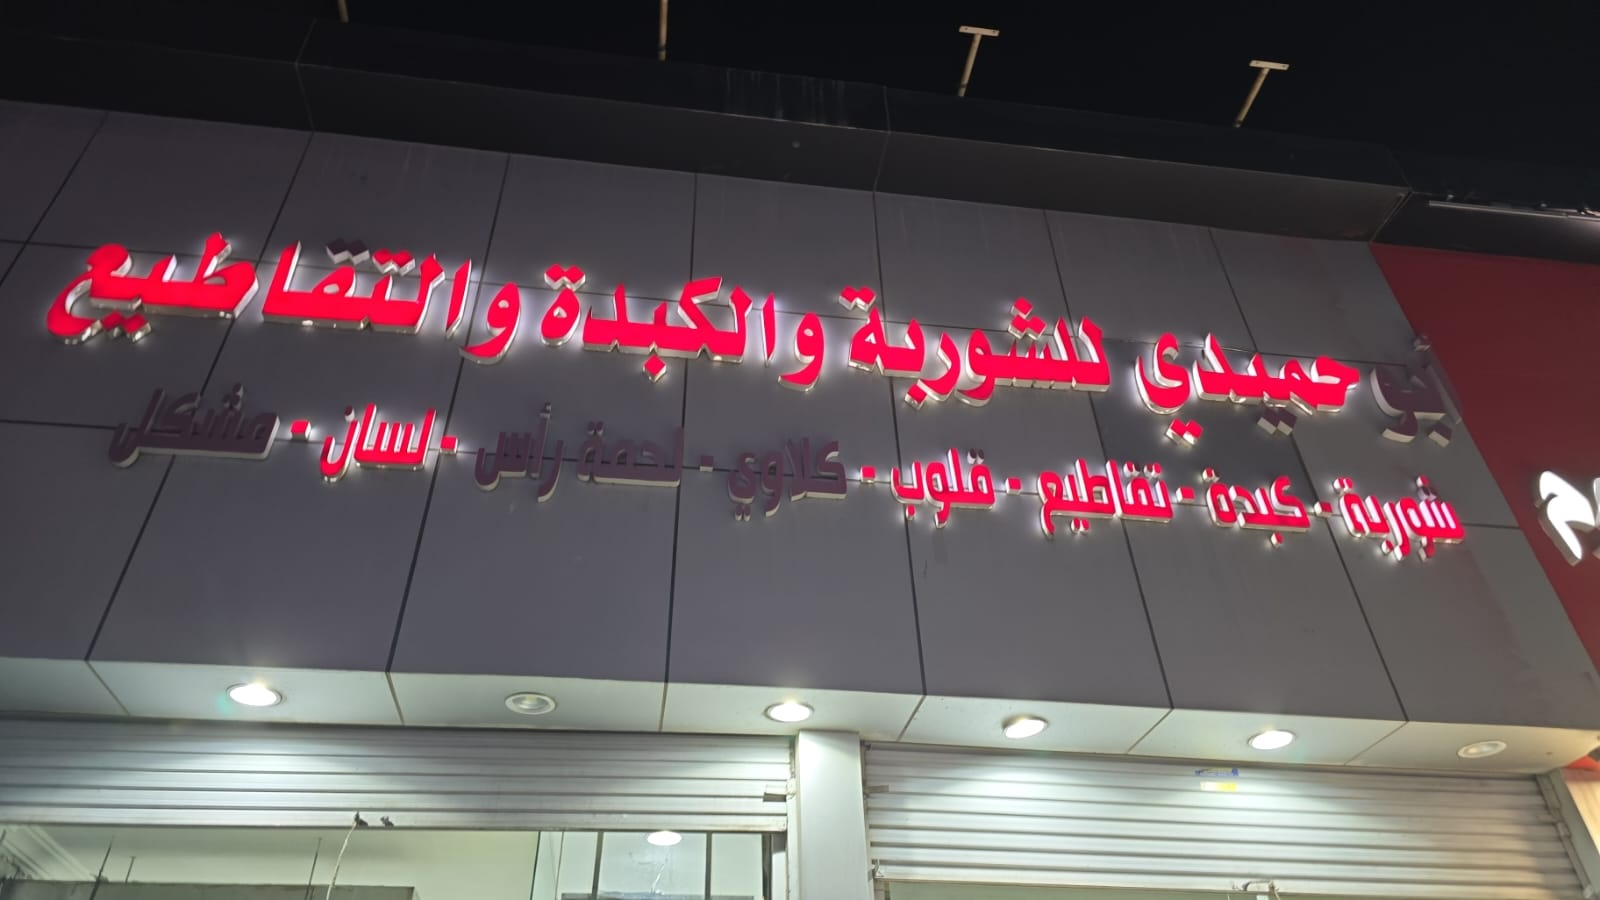 أبو حميدي للشوربة والكبدة والتقاطيع
شوربة - كبدة - تقاطيع - قلوب - كلاوي - لحمة رأس - لسان - مشكل